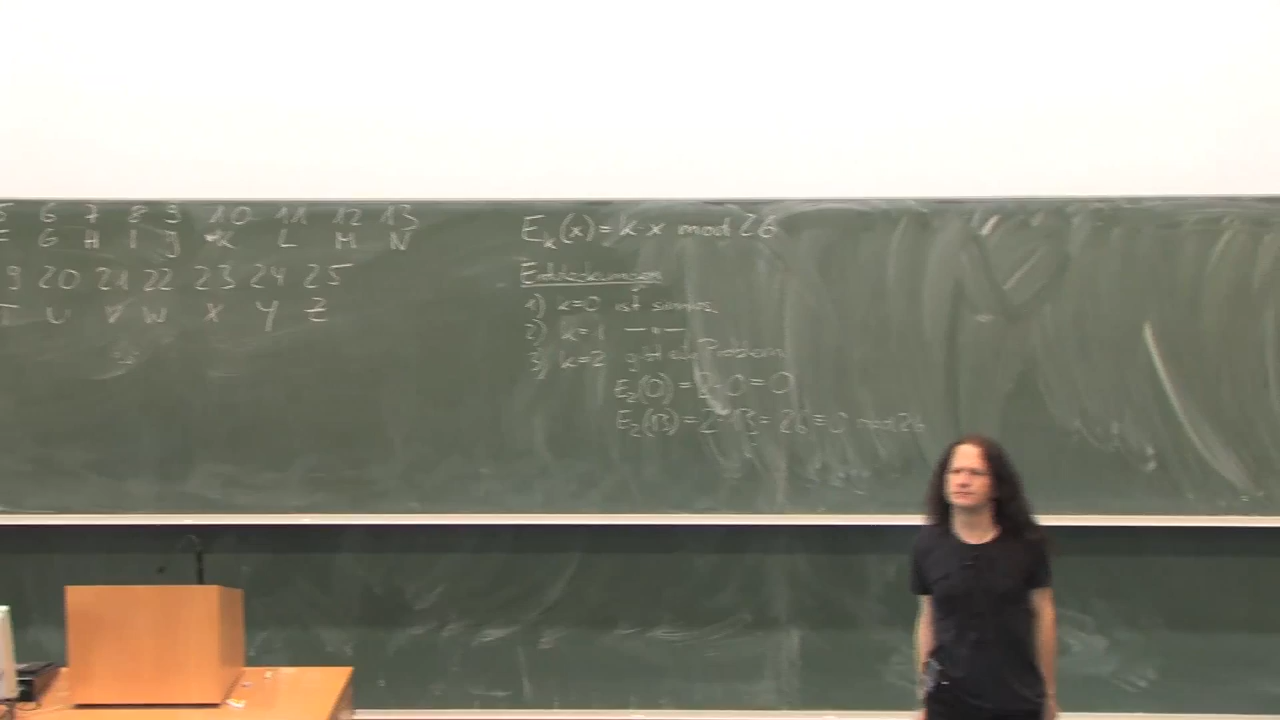 5 6 7 8 9 10 11 12 13
F G H I J K L M N
9 20 21 22 23 24 25
T U V W X Y Z
E_k(x) = k·x mod 26
Entdeckungen
1) k=0 ist sinnlos
2) k=1 —〃—
3) k=2 gibt ein Problem
E_2(0) = 2·0 = 0
E_2(13) = 2·13 = 26 = 0 mod 26